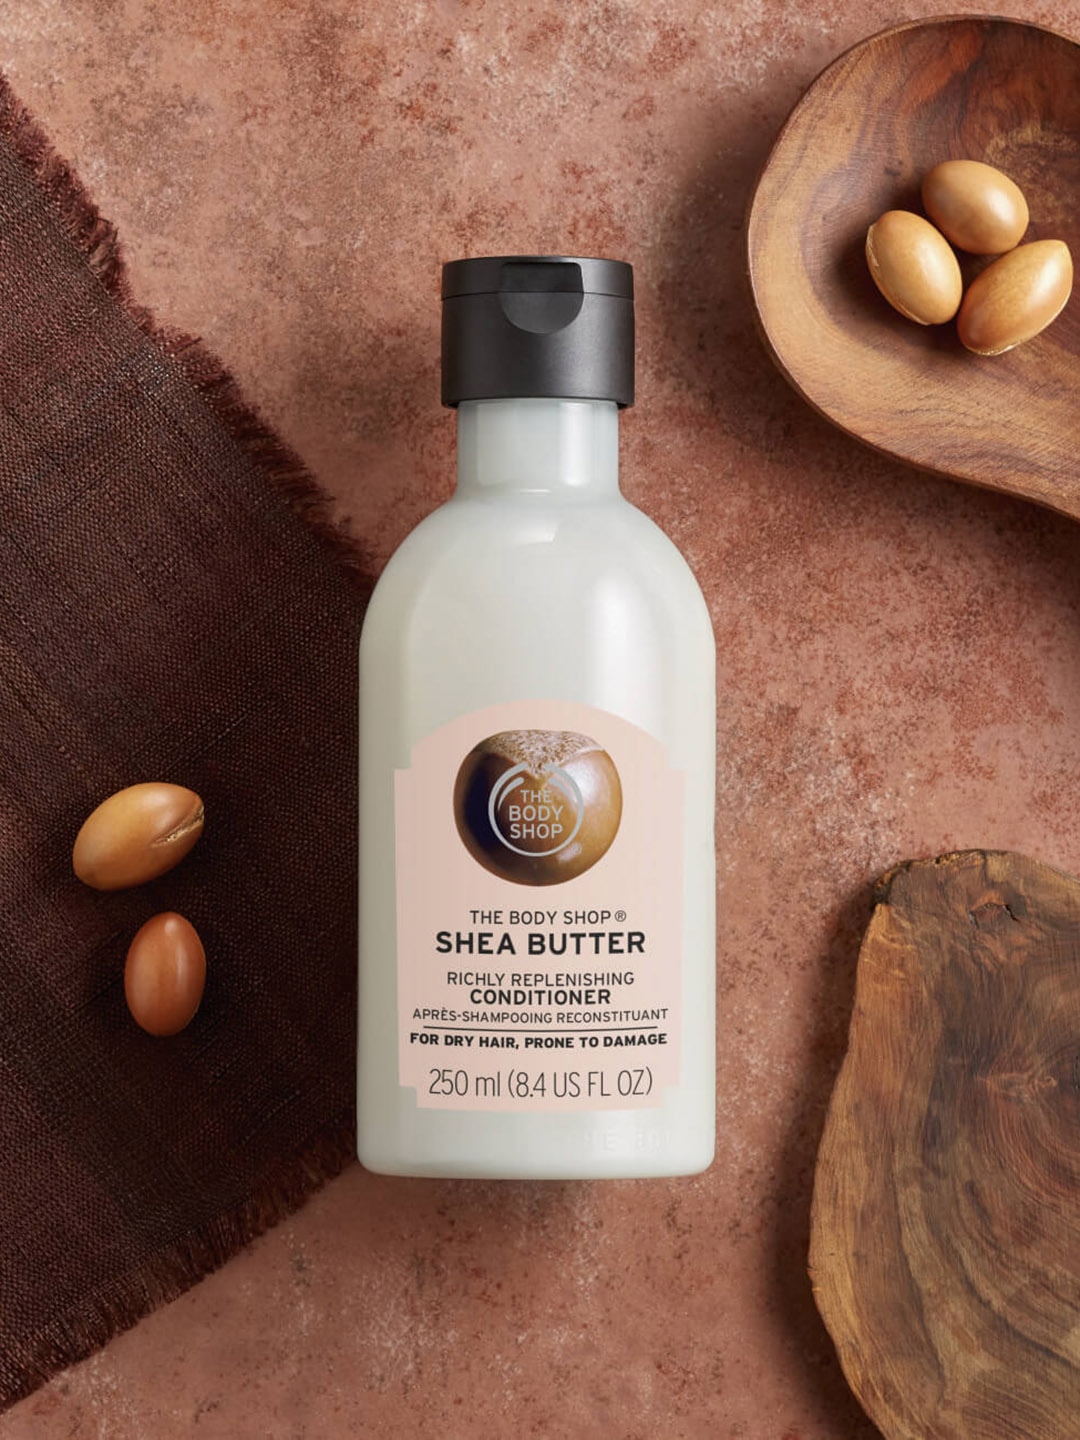 THE
BODY
SHOP
THE BODY SHOP®
SHEA BUTTER
RICHLY REPLENISHING
CONDITIONER
APRÈS-SHAMPOOING RECONSTITUANT
FOR DRY HAIR, PRONE TO DAMAGE
250 ml (8.4 US FL OZ)